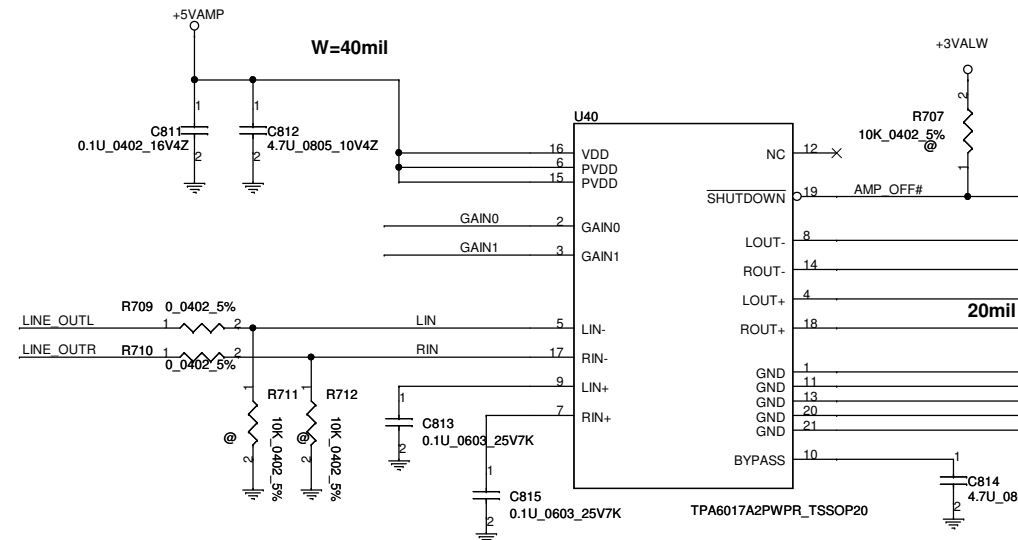 +5VAMP
W=40mil
+3VALW
1
1
2
C811
0.1U_0402_16V4Z
2
C812
4.7U_0805_10V4Z
2
R707
10K_0402_5%
@
1
U40
16 VDD
6 PVDD
15 PVDD
NC 12
SHUTDOWN 19 AMP_OFF#
GAIN0 2 GAIN0
GAIN1 3 GAIN1
LOUT- 8
ROUT- 14
LOUT+ 4
20mil
ROUT+ 18
R709 0_0402_5%
LINE_OUTL 1 2 LIN 5 LIN-
LINE_OUTR R710 1 2 RIN 17 RIN-
0_0402_5%
9 LIN+
7 RIN+
GND 1
GND 11
GND 13
GND 20
GND 21
BYPASS 10
1
R711
10K_0402_5%
@
2
1
R712
10K_0402_5%
@
2
1
C813
0.1U_0603_25V7K
2
1
C815
0.1U_0603_25V7K
2
1
C814
4.7U_08
2
TPA6017A2PWPR_TSSOP20